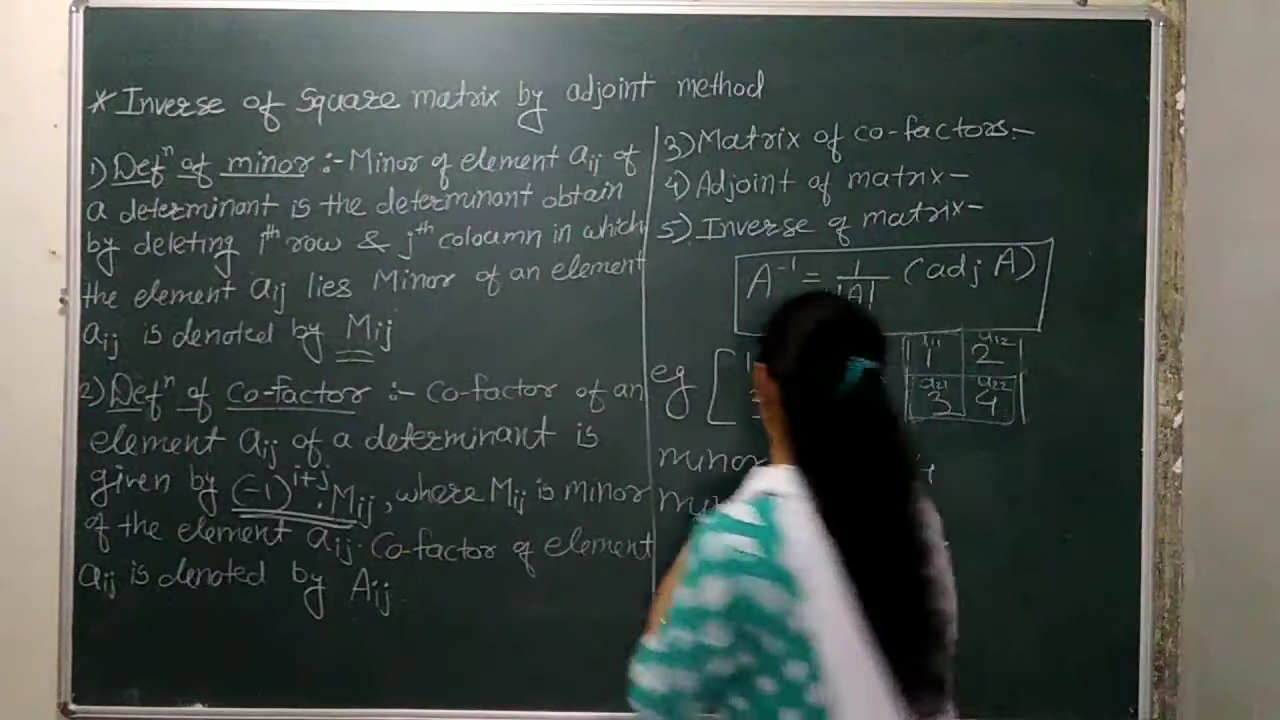 * Inverse of Square matrix by adjoint method
1) Defⁿ of minor :- Minor of element aij of
a determinant is the determinant obtain
by deleting iᵗʰ row & jᵗʰ coloumn in which
the element aij lies Minor of an element
aij is denoted by Mij
2) Defⁿ of Co-factor :- Co-factor of an
element aij of a determinant is
given by (-1)ⁱ⁺ʲ.Mij, where Mij is minor
of the element aij. Co-factor of element
aij is denoted by Aij
3) Matrix of co-factors:-
4) Adjoint of matrix-
5) Inverse of matrix-
A⁻¹ = 1/|A| (adj A)
eg [ 1
a11 1 a12 2
a21 3 a22 4
minor